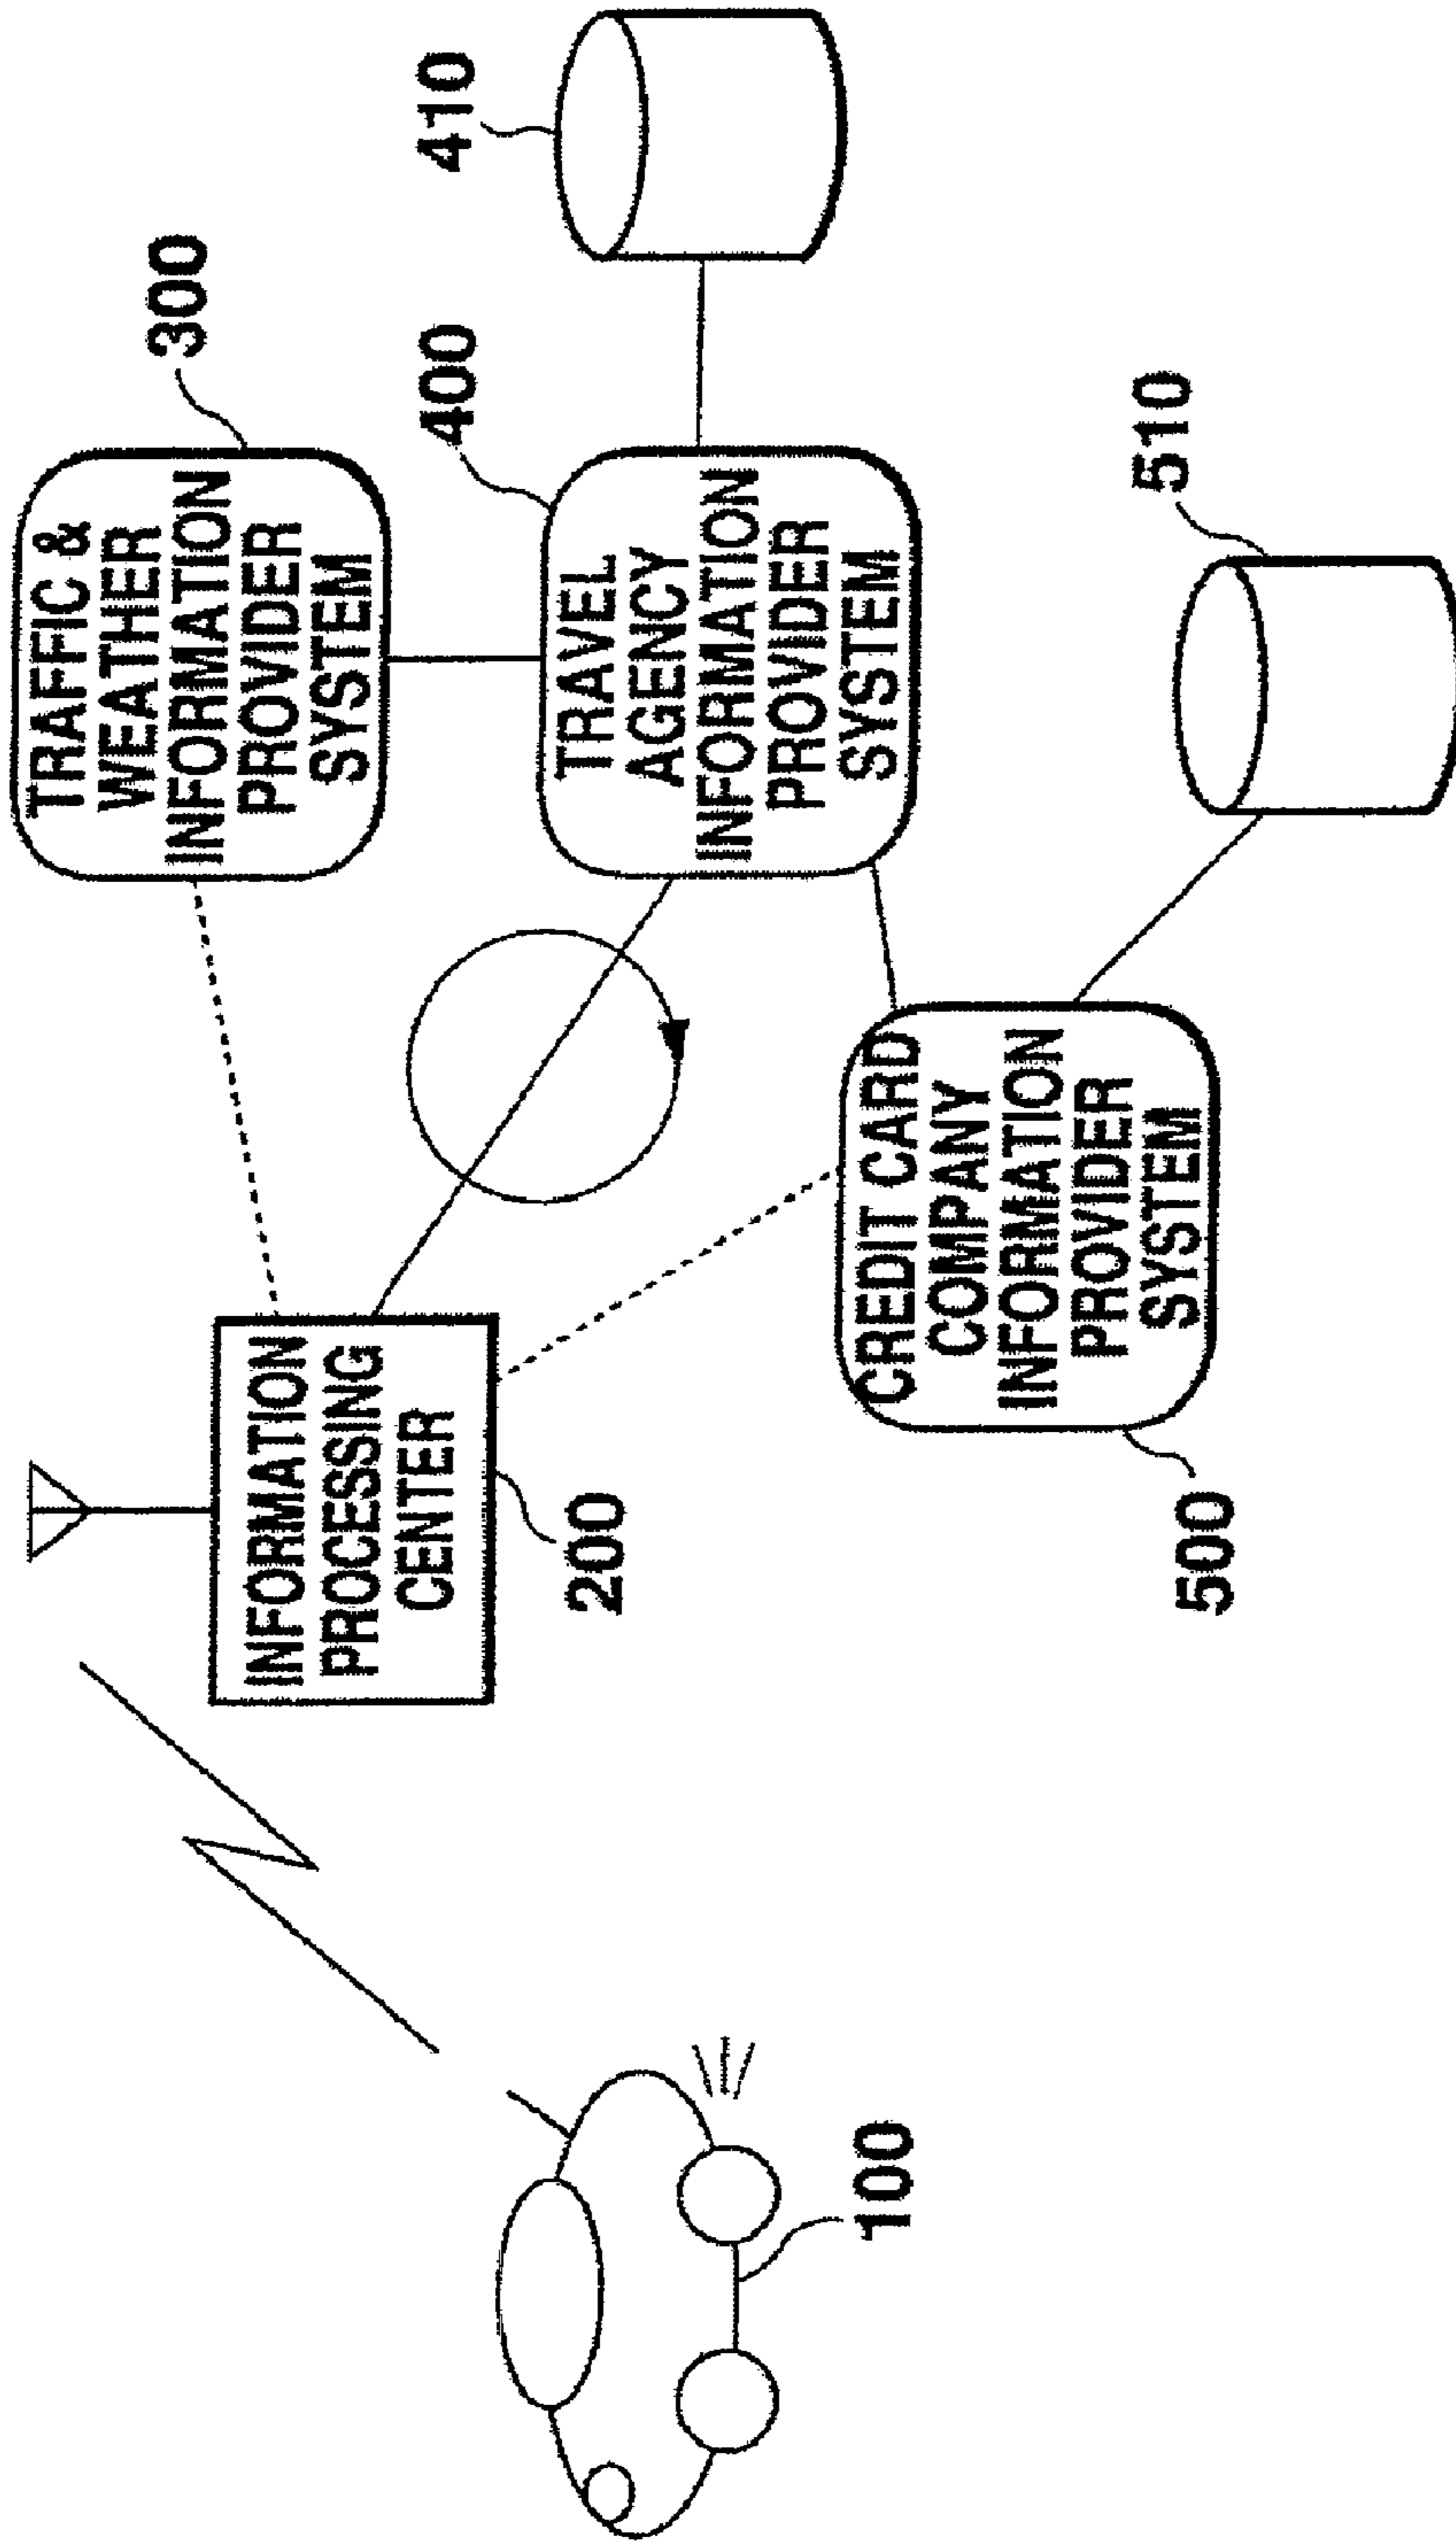 TRAFFIC &
WEATHER
INFORMATION
PROVIDER
SYSTEM
300
INFORMATION
PROCESSING
CENTER
200
TRAVEL
AGENCY
INFORMATION
PROVIDER
SYSTEM
400
410
CREDIT CARD
COMPANY
INFORMATION
PROVIDER
SYSTEM
500
510
100